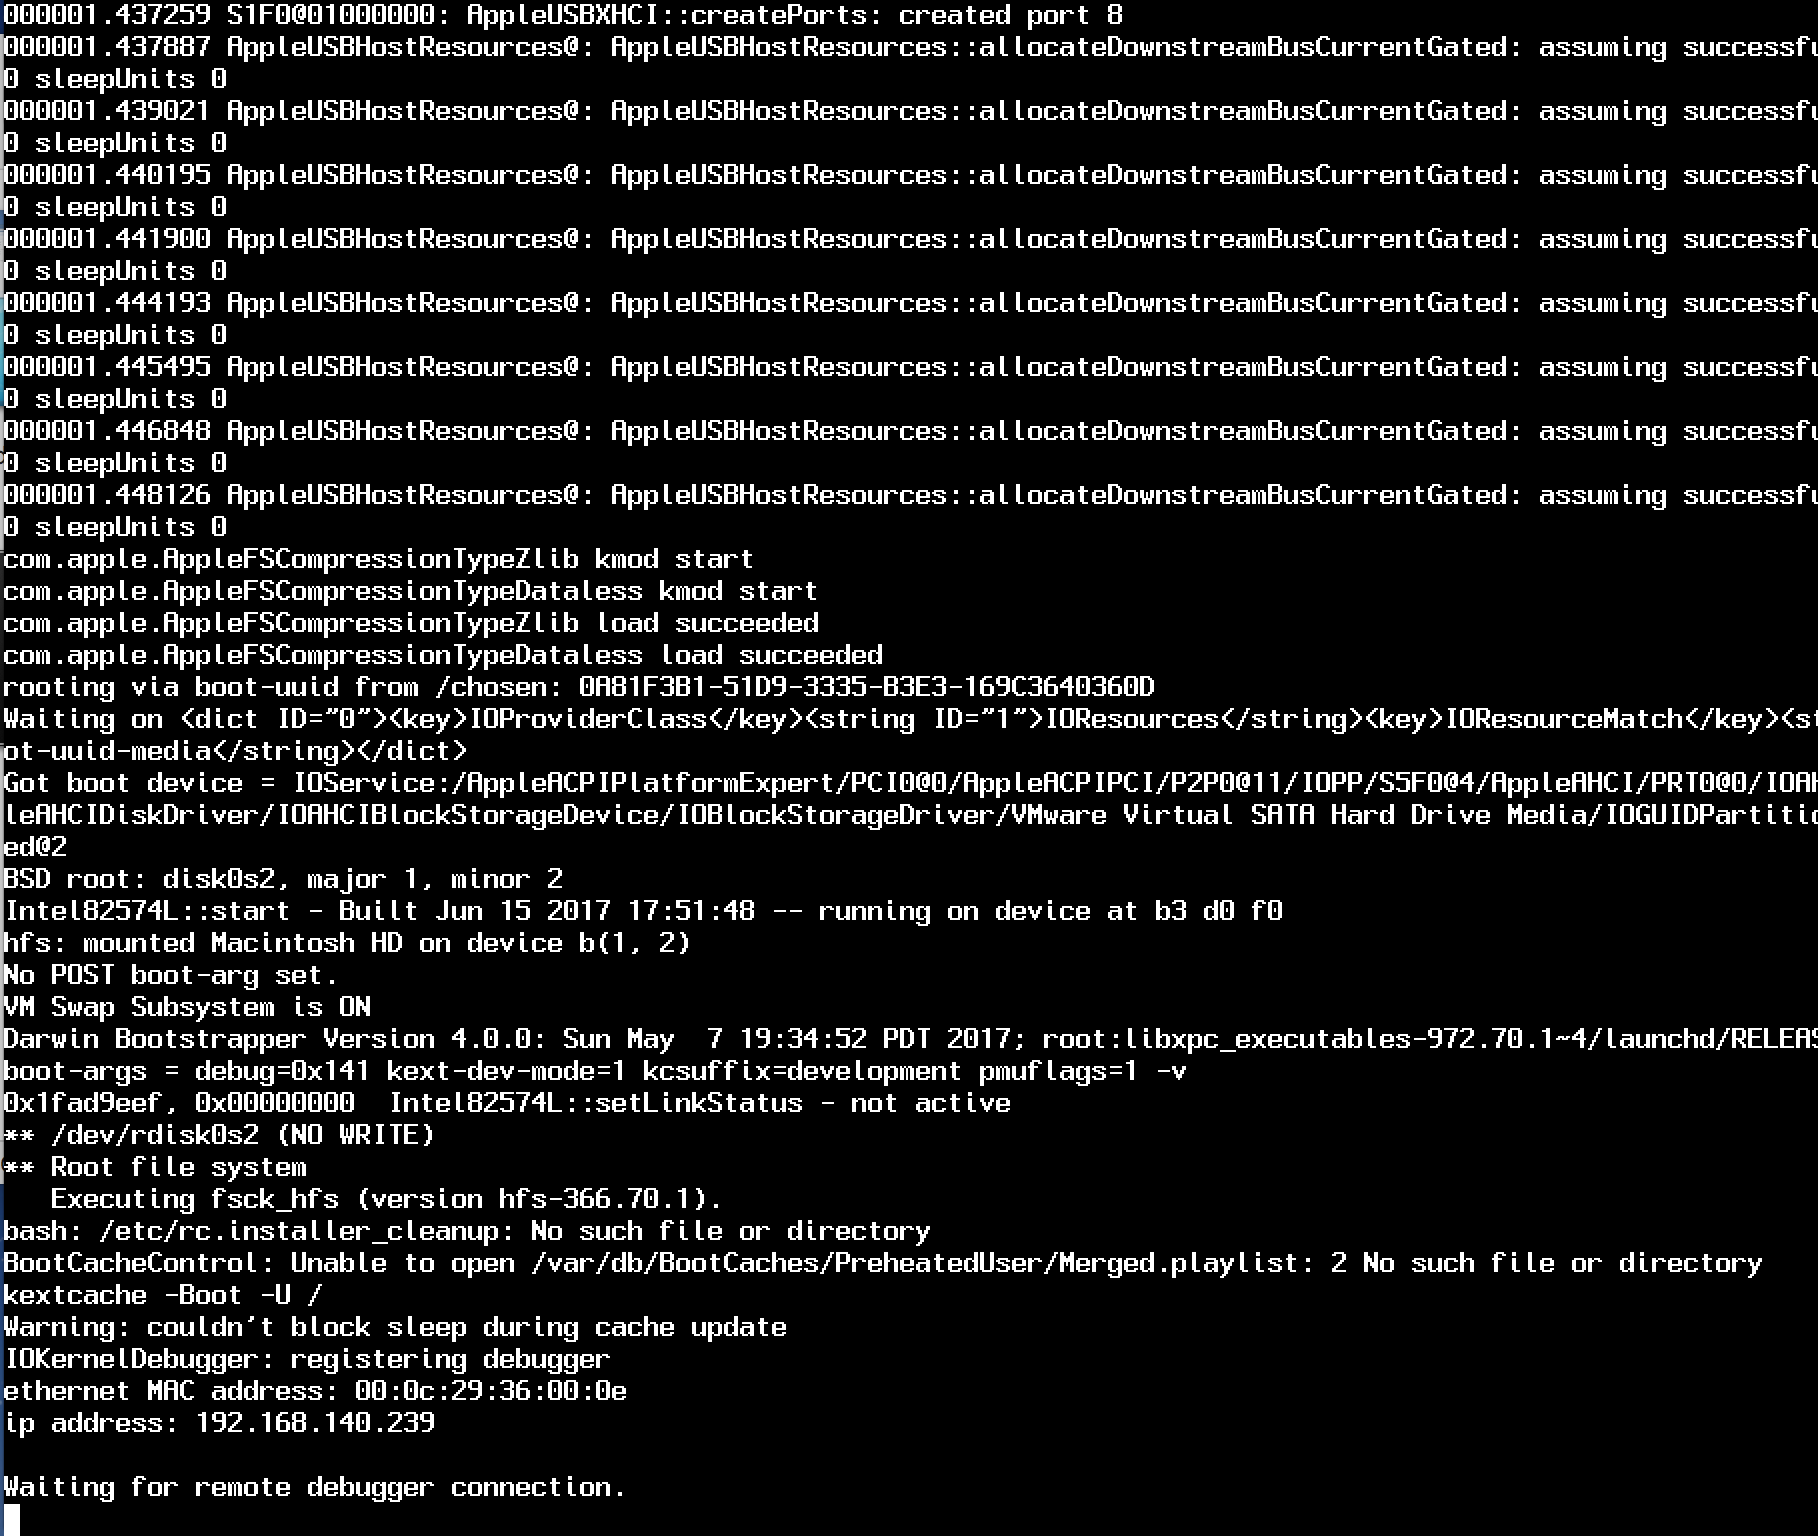 000001.437259 S1F0@01000000: AppleUSBXHCI::createPorts: created port 8
000001.437887 AppleUSBHostResources@: AppleUSBHostResources::allocateDownstreamBusCurrentGated: assuming successfu
0 sleepUnits 0
000001.439021 AppleUSBHostResources@: AppleUSBHostResources::allocateDownstreamBusCurrentGated: assuming successfu
0 sleepUnits 0
000001.440195 AppleUSBHostResources@: AppleUSBHostResources::allocateDownstreamBusCurrentGated: assuming successfu
0 sleepUnits 0
000001.441900 AppleUSBHostResources@: AppleUSBHostResources::allocateDownstreamBusCurrentGated: assuming successfu
0 sleepUnits 0
000001.444193 AppleUSBHostResources@: AppleUSBHostResources::allocateDownstreamBusCurrentGated: assuming successfu
0 sleepUnits 0
000001.445495 AppleUSBHostResources@: AppleUSBHostResources::allocateDownstreamBusCurrentGated: assuming successfu
0 sleepUnits 0
000001.446848 AppleUSBHostResources@: AppleUSBHostResources::allocateDownstreamBusCurrentGated: assuming successfu
0 sleepUnits 0
000001.448126 AppleUSBHostResources@: AppleUSBHostResources::allocateDownstreamBusCurrentGated: assuming successfu
0 sleepUnits 0
com.apple.AppleFSCompressionTypeZlib kmod start
com.apple.AppleFSCompressionTypeDataless kmod start
com.apple.AppleFSCompressionTypeZlib load succeeded
com.apple.AppleFSCompressionTypeDataless load succeeded
rooting via boot-uuid from /chosen: 0A81F3B1-51D9-3335-B3E3-169C3640360D
Waiting on <dict ID="0"><key>IOProviderClass</key><string ID="1">IOResources</string><key>IOResourceMatch</key><st
ot-uuid-media</string></dict>
Got boot device = IOService:/AppleACPIPlatformExpert/PCI0@0/AppleACPIPCI/P2P0@11/IOPP/S5F0@4/AppleAHCI/PRT0@0/IOAH
leAHCIDiskDriver/IOAHCIBlockStorageDevice/IOBlockStorageDriver/VMware Virtual SATA Hard Drive Media/IOGUIDPartitio
ed@2
BSD root: disk0s2, major 1, minor 2
Intel82574L::start - Built Jun 15 2017 17:51:48 -- running on device at b3 d0 f0
hfs: mounted Macintosh HD on device b(1, 2)
No POST boot-arg set.
VM Swap Subsystem is ON
Darwin Bootstrapper Version 4.0.0: Sun May  7 19:34:52 PDT 2017; root:libxpc_executables-972.70.1~4/launchd/RELEAS
boot-args = debug=0x141 kext-dev-mode=1 kcsuffix=development pmuflags=1 -v
0x1fad9eef, 0x00000000  Intel82574L::setLinkStatus - not active
** /dev/rdisk0s2 (NO WRITE)
** Root file system
   Executing fsck_hfs (version hfs-366.70.1).
bash: /etc/rc.installer_cleanup: No such file or directory
BootCacheControl: Unable to open /var/db/BootCaches/PreheatedUser/Merged.playlist: 2 No such file or directory
kextcache -Boot -U /
Warning: couldn't block sleep during cache update
IOKernelDebugger: registering debugger
ethernet MAC address: 00:0c:29:36:00:0e
ip address: 192.168.140.239
Waiting for remote debugger connection.